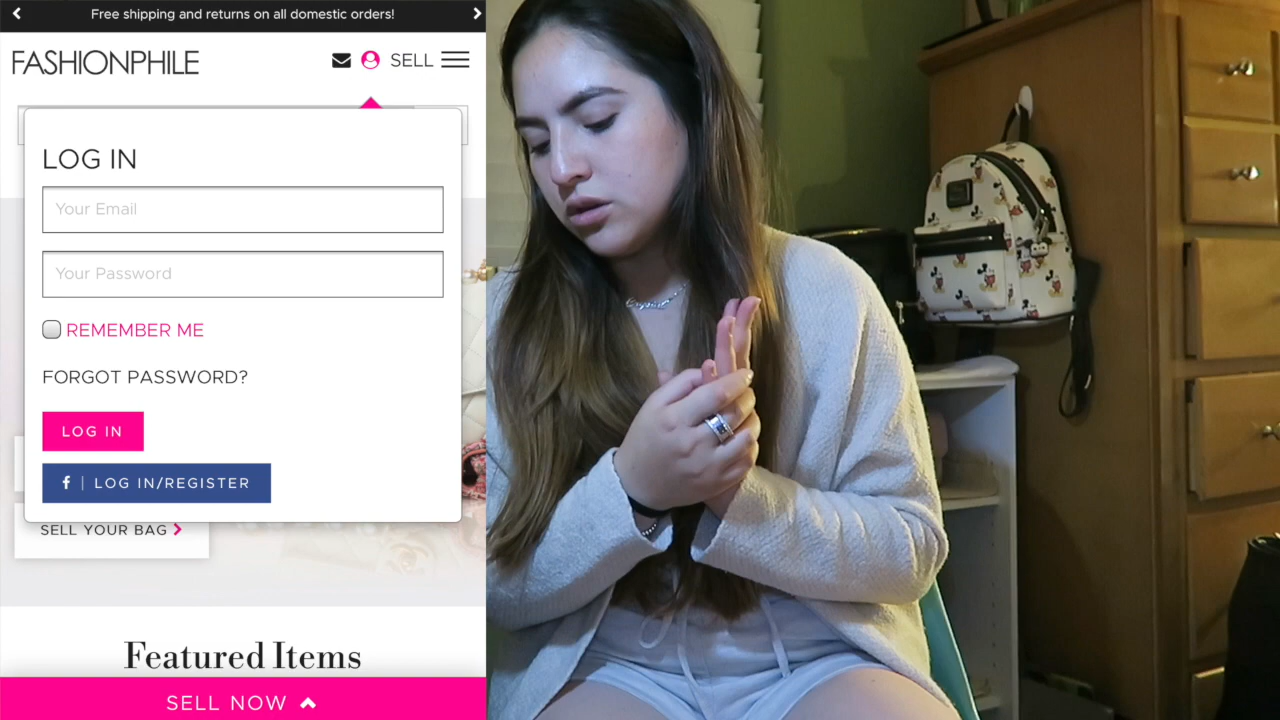 Free shipping and returns on all domestic orders!
FASHIONPHILE
SELL
LOG IN
Your Email
Your Password
REMEMBER ME
FORGOT PASSWORD?
LOG IN
f | LOG IN/REGISTER
SELL YOUR BAG
Featured Items
SELL NOW